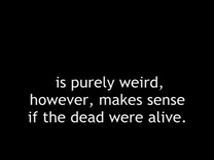 is purely weird,
however, makes sense
if the dead were alive.